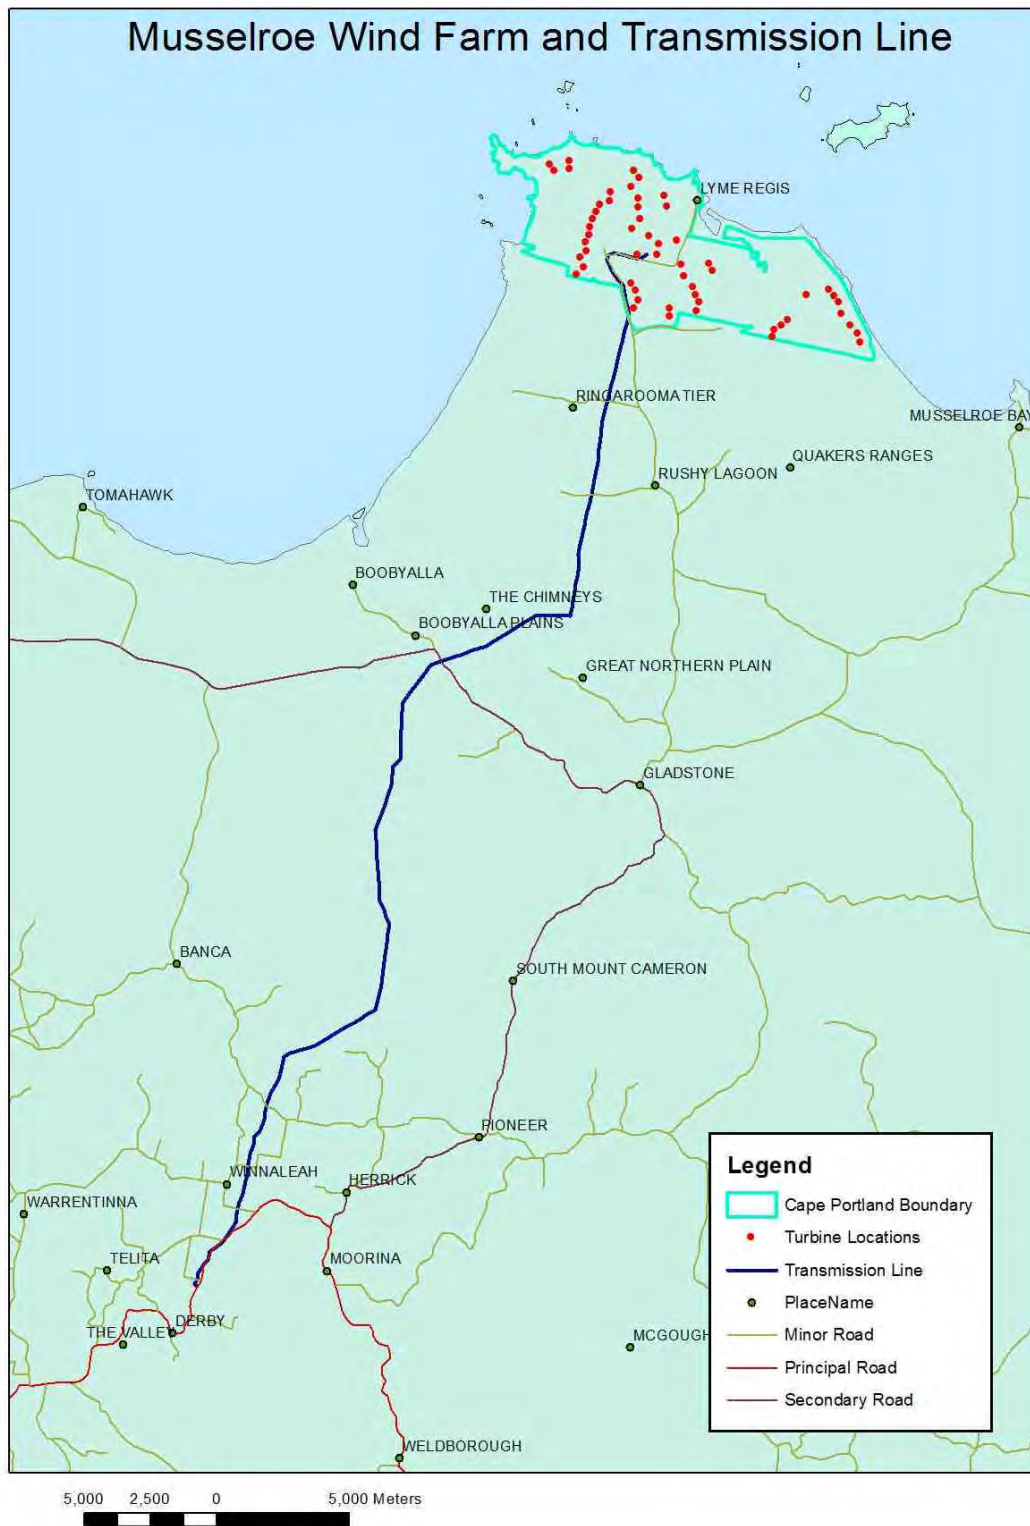 Musselroe Wind Farm and Transmission Line
LYME REGIS
RINGAROOMA TIER
MUSSELROE BAY
QUAKERS RANGES
RUSHY LAGOON
TOMAHAWK
BOOBYALLA
THE CHIMNEYS
BOOBYALLA PLAINS
GREAT NORTHERN PLAIN
GLADSTONE
BANCA
SOUTH MOUNT CAMERON
PIONEER
WINNALEAH
HERRICK
WARRENTINNA
TELITA
MOORINA
DERBY
THE VALLEY
MCGOUGH
WELDBOROUGH
Legend
Cape Portland Boundary
Turbine Locations
Transmission Line
PlaceName
Minor Road
Principal Road
Secondary Road
5,000 2,500 0 5,000 Meters